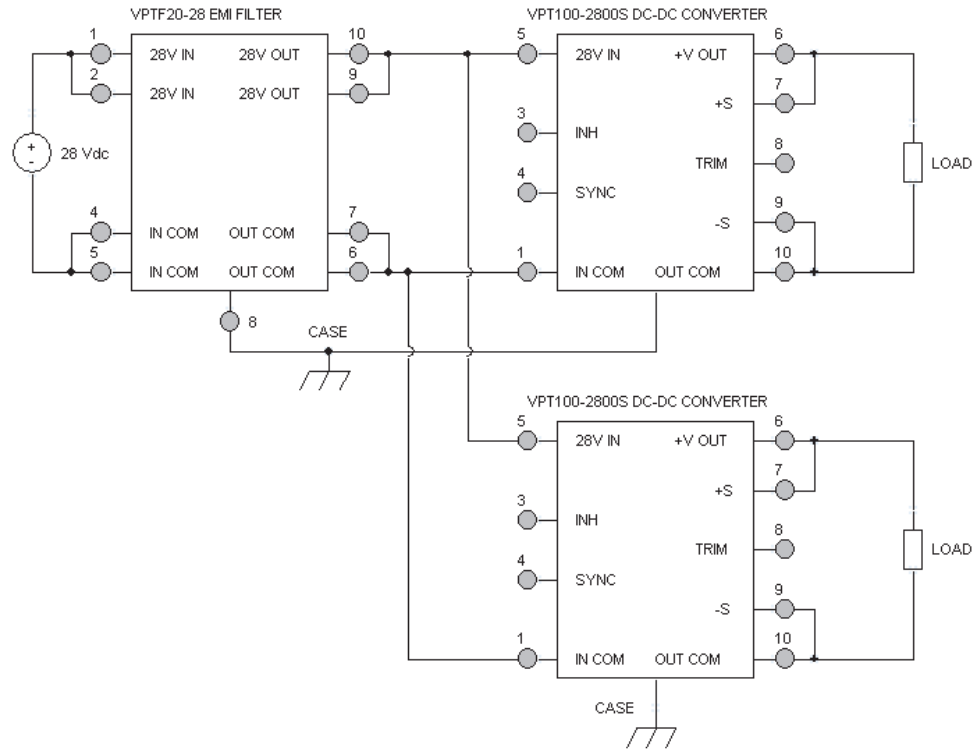 VPTF20-28 EMI FILTER
VPT100-2800S DC-DC CONVERTER
1 28V IN 28V OUT 10
2 28V IN 28V OUT 9
+
-
28 Vdc
4 IN COM OUT COM 7
5 IN COM OUT COM 6
8
CASE
5 28V IN +V OUT 6
+S 7
3 INH
TRIM 8
4 SYNC
-S 9
1 IN COM OUT COM 10
LOAD
VPT100-2800S DC-DC CONVERTER
5 28V IN +V OUT 6
+S 7
3 INH
TRIM 8
4 SYNC
-S 9
1 IN COM OUT COM 10
LOAD
CASE